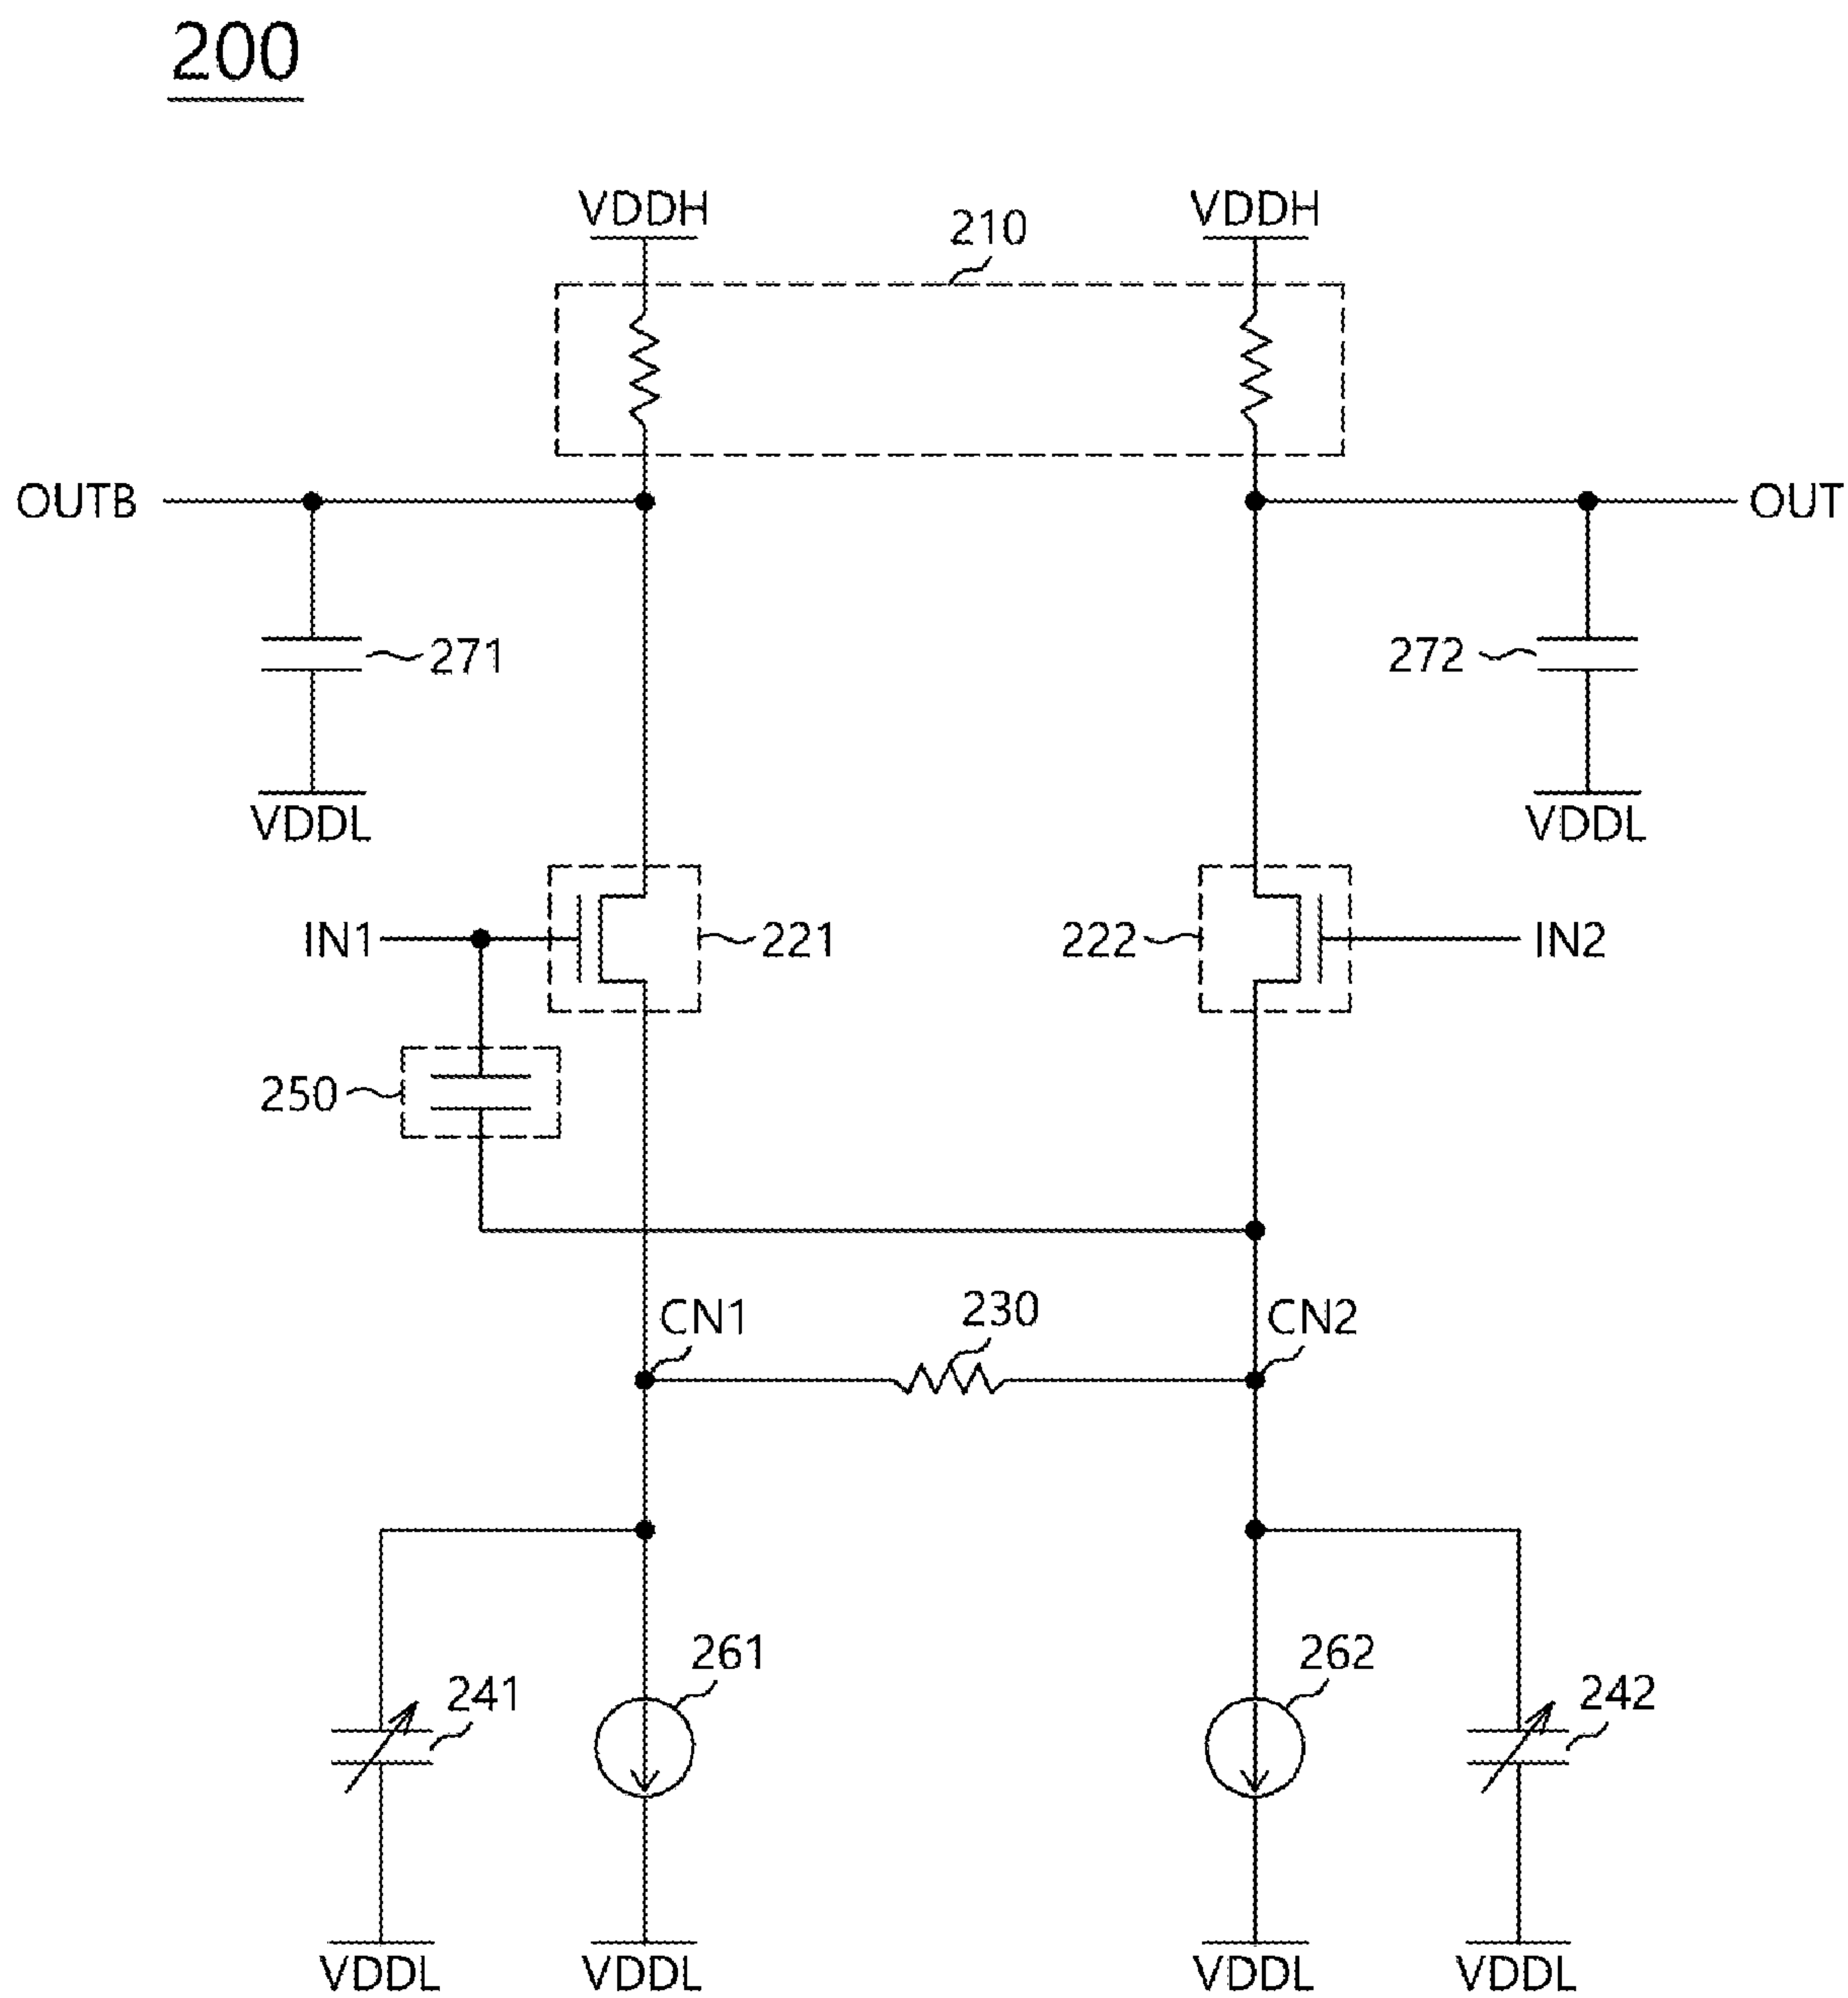 200
VDDH
VDDH
210
OUTB
OUT
271
272
VDDL
VDDL
IN1
221
222
IN2
250
CN1
230
CN2
261
262
241
242
VDDL
VDDL
VDDL
VDDL